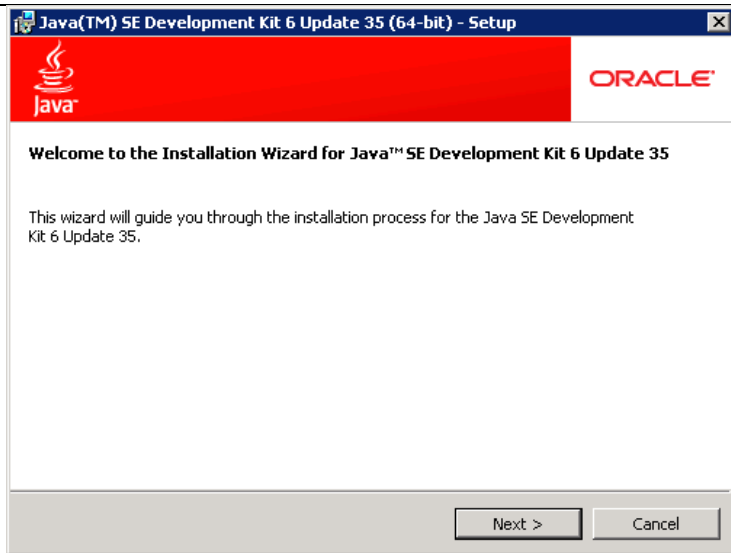 Java(TM) SE Development Kit 6 Update 35 (64-bit) - Setup
Java™
ORACLE®
Welcome to the Installation Wizard for Java™ SE Development Kit 6 Update 35
This wizard will guide you through the installation process for the Java SE Development
Kit 6 Update 35.
Next >
Cancel